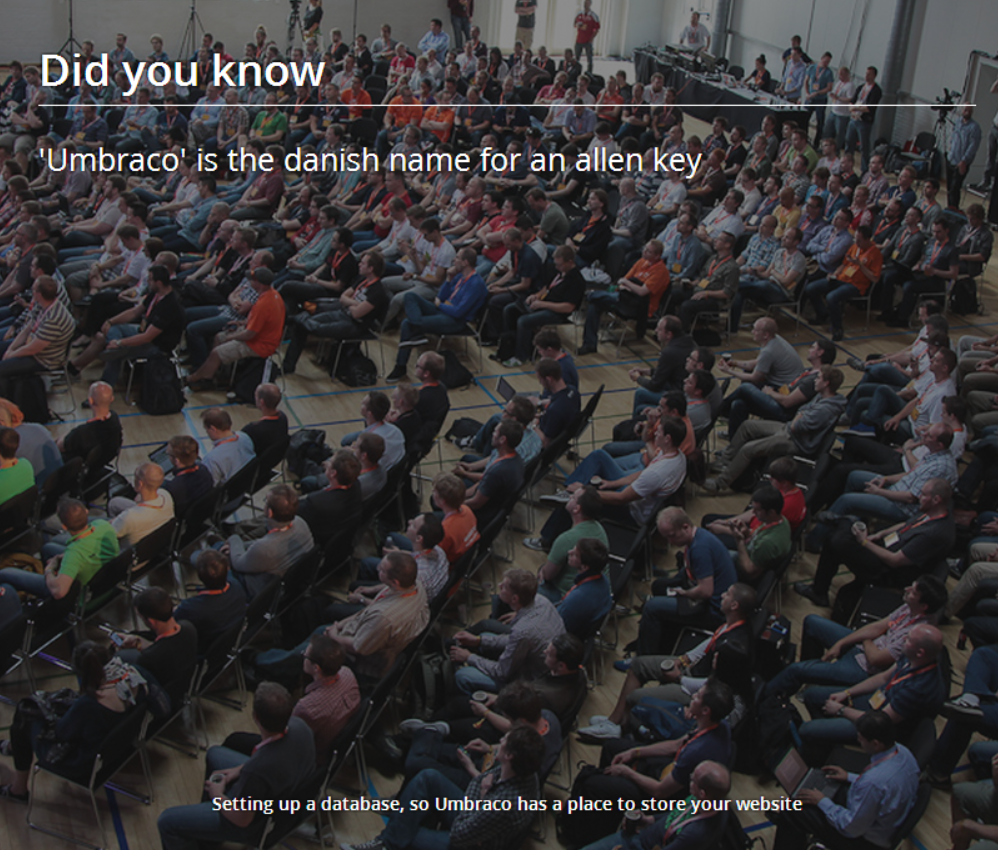 Did you know
'Umbraco' is the danish name for an allen key
Setting up a database, so Umbraco has a place to store your website